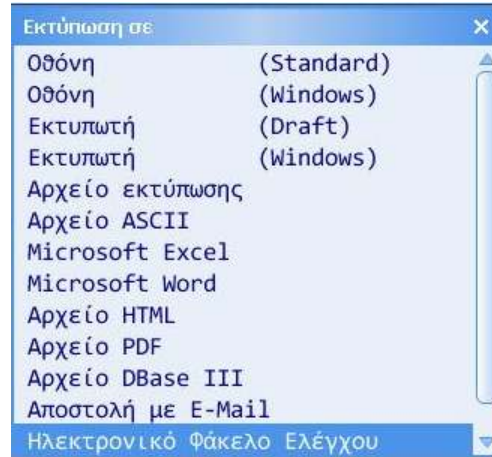 Εκτύπωση σε
Οθόνη (Standard)
Οθόνη (Windows)
Εκτυπωτή (Draft)
Εκτυπωτή (Windows)
Αρχείο εκτύπωσης
Αρχείο ASCII
Microsoft Excel
Microsoft Word
Αρχείο HTML
Αρχείο PDF
Αρχείο DBase III
Αποστολή με E-Mail
Ηλεκτρονικό Φάκελο Ελέγχου